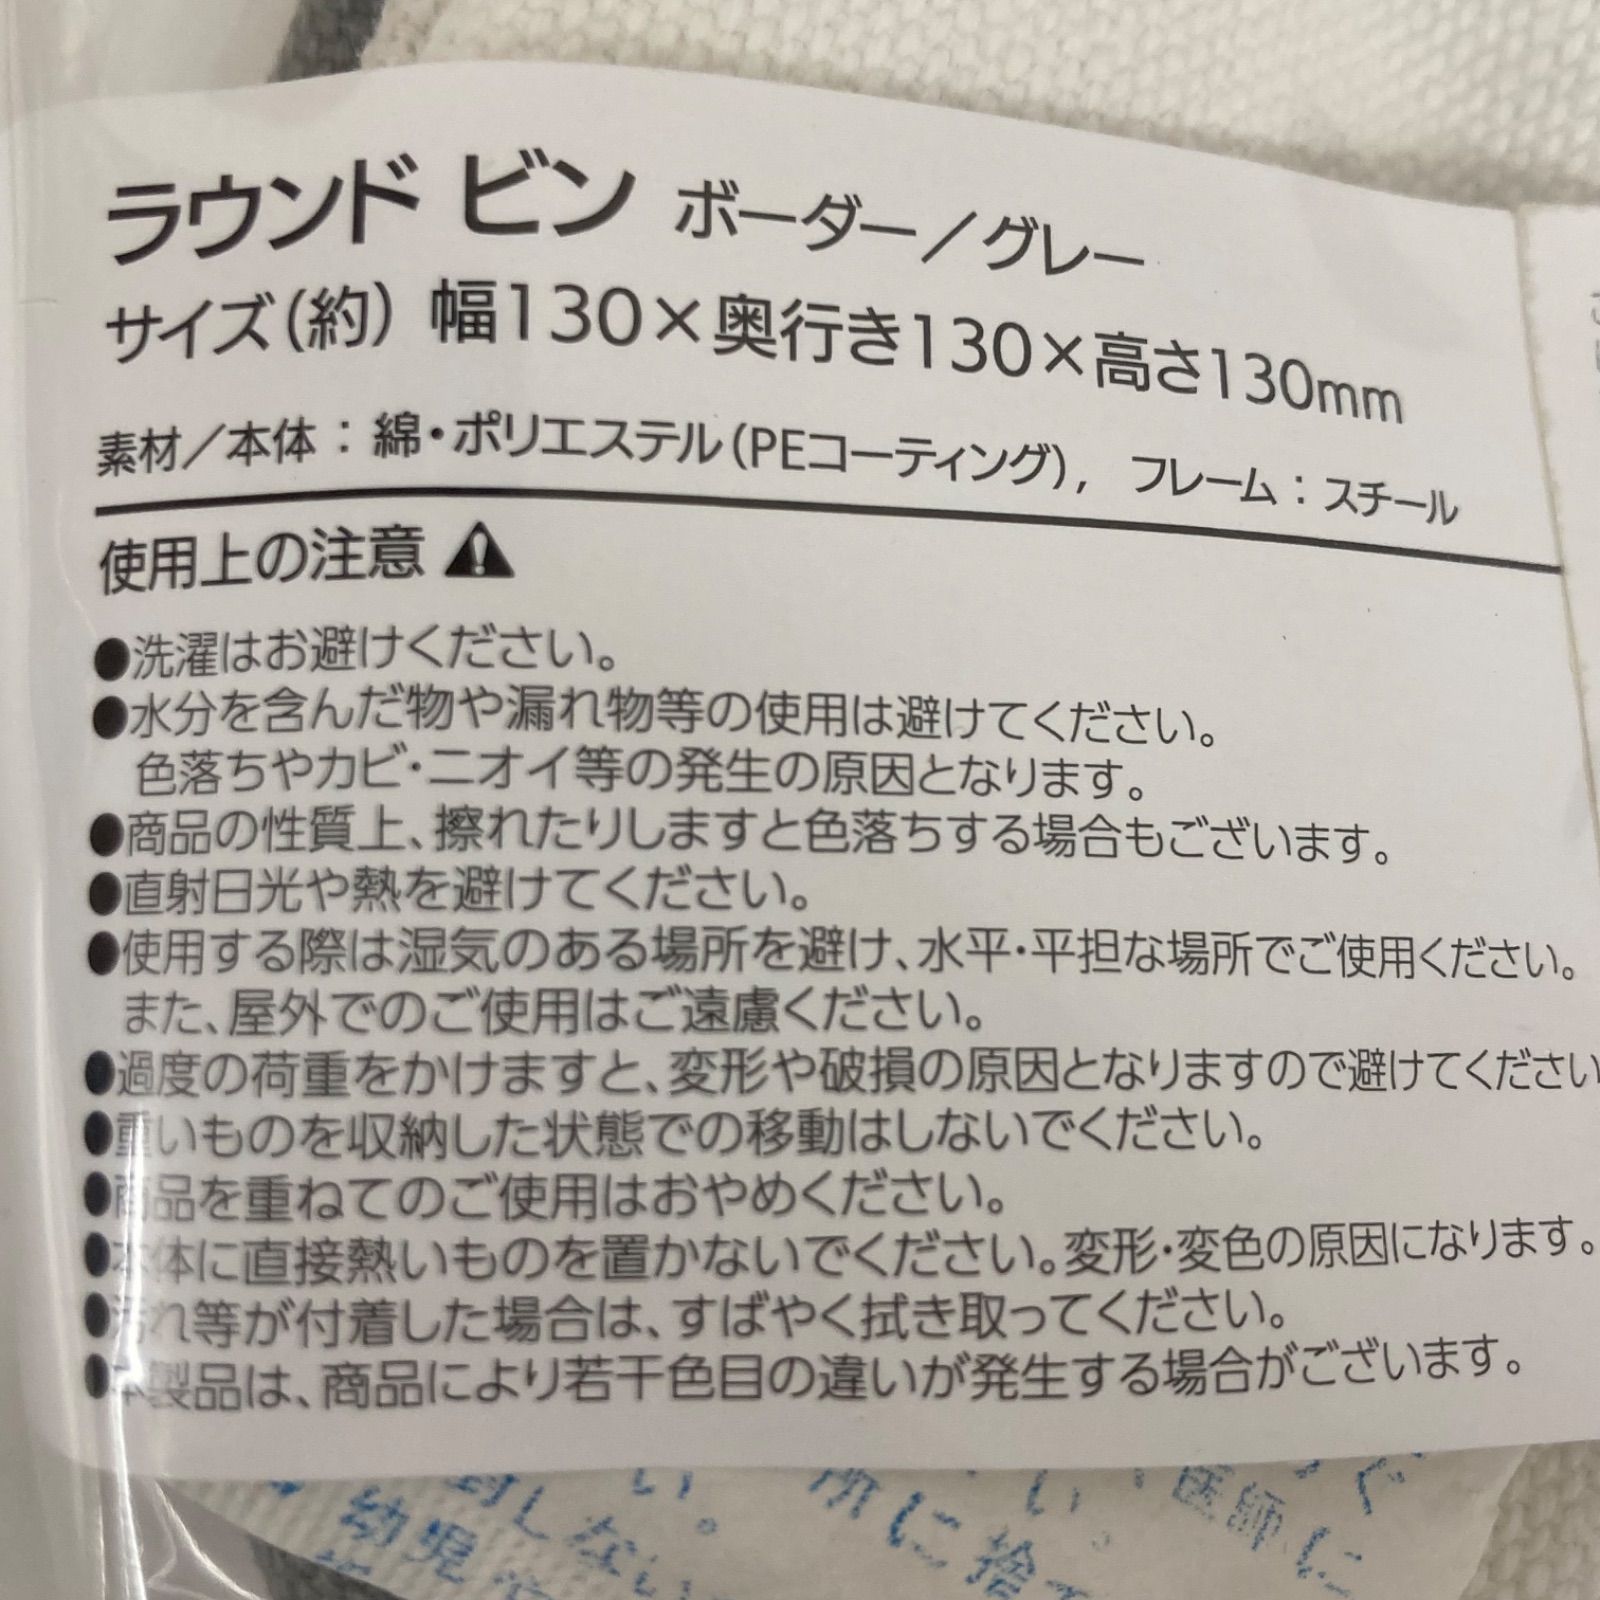 ラウンド ビン ボーダー／グレー
サイズ（約） 幅130×奥行き130×高さ130mm
素材／本体：綿・ポリエステル（PEコーティング）， フレーム：スチール
使用上の注意
●洗濯はお避けください。
●水分を含んだ物や漏れ物等の使用は避けてください。
色落ちやカビ・ニオイ等の発生の原因となります。
●商品の性質上、擦れたりしますと色落ちする場合もございます。
●直射日光や熱を避けてください。
●使用する際は湿気のある場所を避け、水平・平担な場所でご使用ください。
また、屋外でのご使用はご遠慮ください。
●過度の荷重をかけますと、変形や破損の原因となりますので避けてください
●重いものを収納した状態での移動はしないでください。
●商品を重ねてのご使用はおやめください。
●本体に直接熱いものを置かないでください。変形・変色の原因になります。
●汚れ等が付着した場合は、すばやく拭き取ってください。
●本製品は、商品により若干色目の違いが発生する場合がございます。
しない
い。
所に捨
い。
医師に
幼児